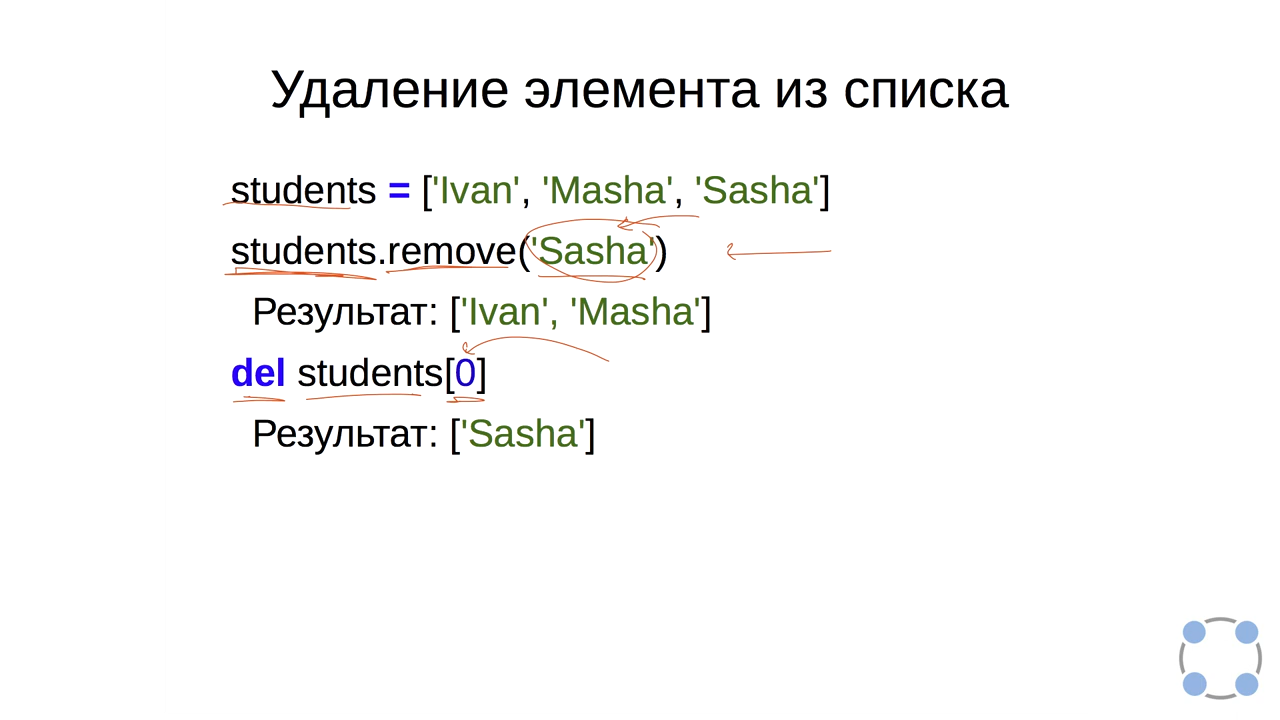 Удаление элемента из списка
students = ['Ivan', 'Masha', 'Sasha']
students.remove('Sasha')
Результат: ['Ivan', 'Masha']
del students[0]
Результат: ['Sasha']